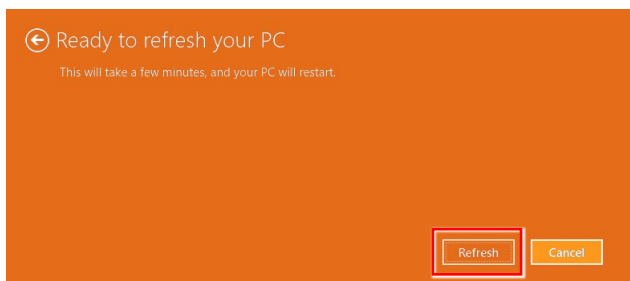 Ready to refresh your PC
This will take a few minutes, and your PC will restart.
Refresh
Cancel